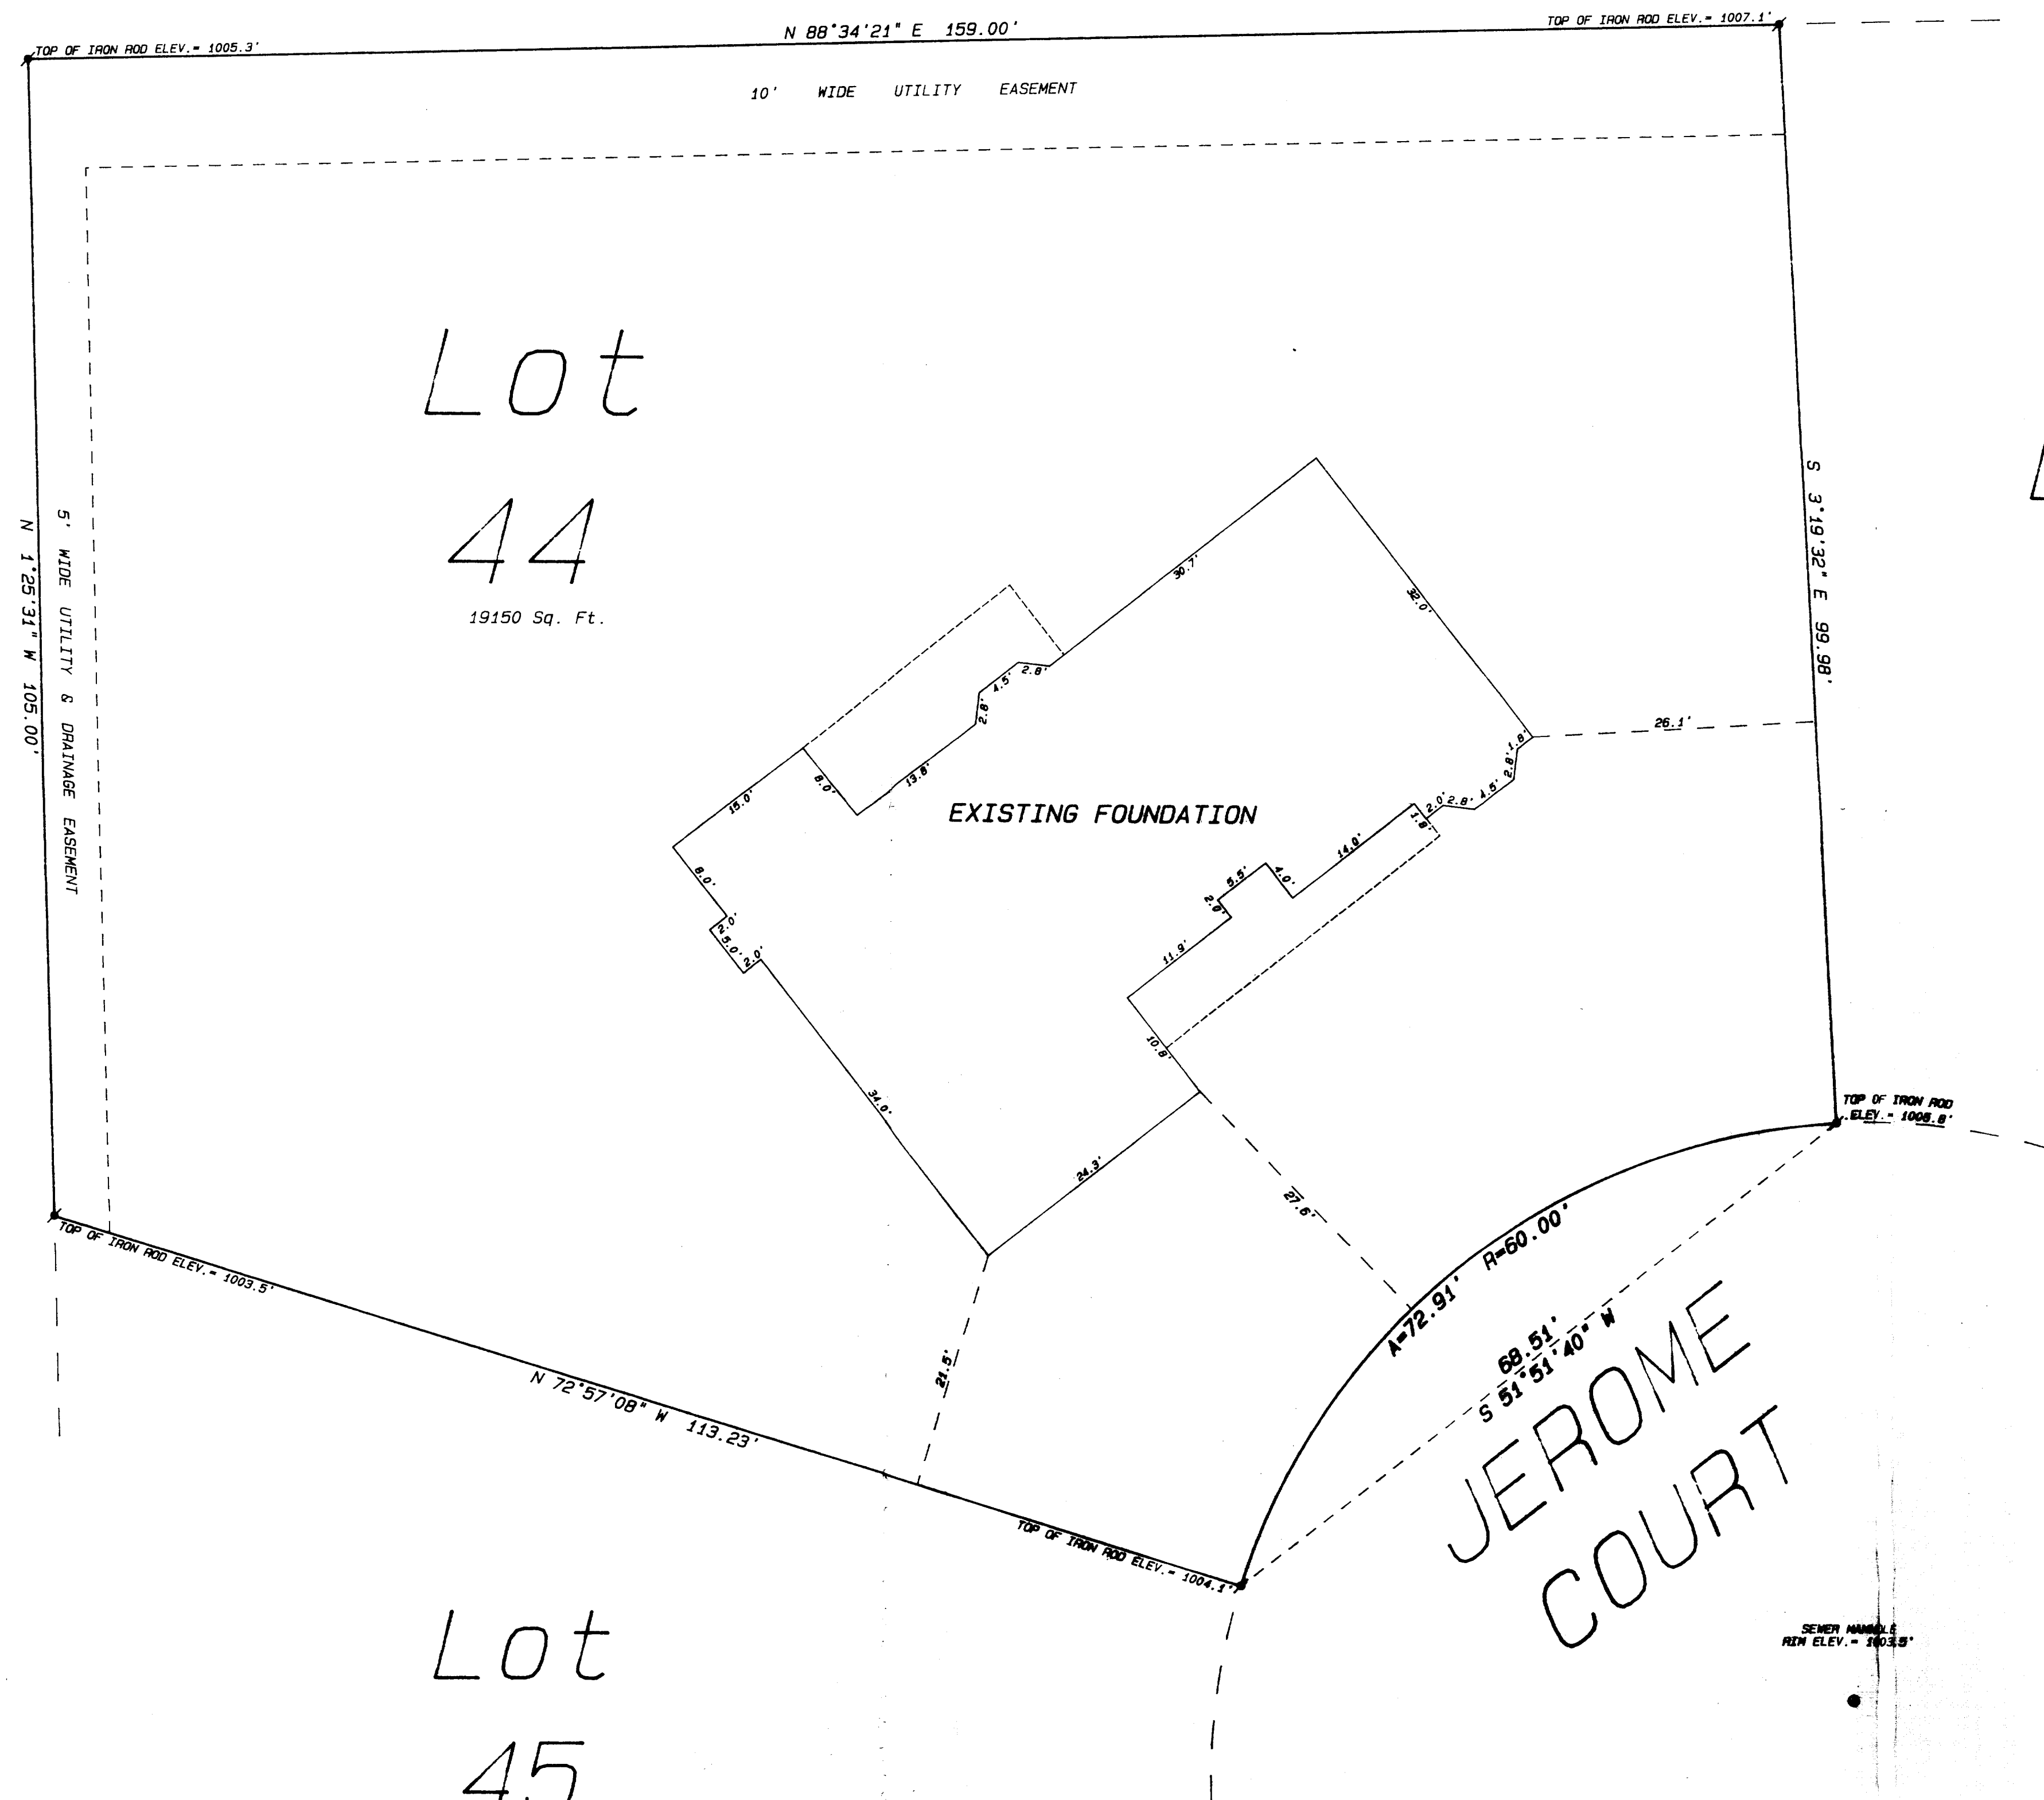 N 88°34'21" E 159.00'
TOP OF IRON ROD ELEV.= 1005.3'
TOP OF IRON ROD ELEV.= 1007.1'
10' WIDE UTILITY EASEMENT
Lot
44
19150 Sq. Ft.
N 1°25'31" W 105.00'
5' WIDE UTILITY & DRAINAGE EASEMENT
S 3°19'32" E 99.98'
30.7'
32.0'
2.8'
4.5'
2.8'
13.8'
8.0'
15.0'
8.0'
2.0'
5.0'
2.0'
34.0'
24.3'
10.8'
11.9'
2.0'
5.5'
4.0'
14.0'
1.8'
2.0'
2.8'
4.5'
2.8'
1.8'
26.1'
EXISTING FOUNDATION
27.6'
21.5'
TOP OF IRON ROD
ELEV.= 1005.8'
TOP OF IRON ROD ELEV.= 1003.5'
N 72°57'08" W 113.23'
TOP OF IRON ROD ELEV.= 1004.1'
A=72.91' R=60.00'
68.51'
S 51°51'40" W
JEROME
COURT
SEWER MANHOLE
RIM ELEV.= 1003.5'
Lot
45